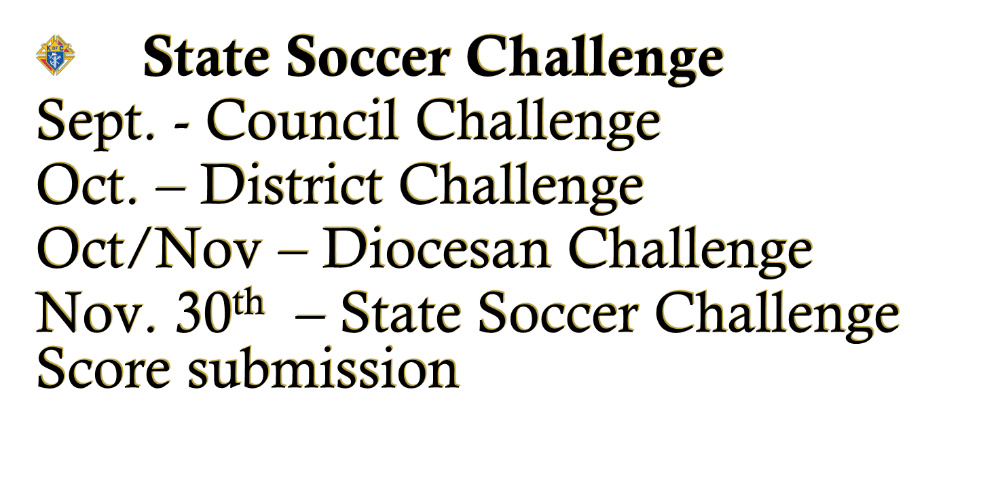 K OF C
State Soccer Challenge
Sept. - Council Challenge
Oct. – District Challenge
Oct/Nov – Diocesan Challenge
Nov. 30th – State Soccer Challenge
Score submission